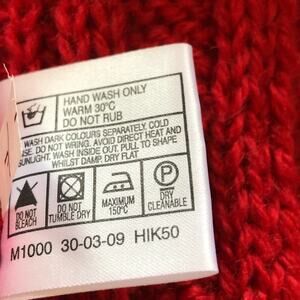 HAND WASH ONLY
WARM 30°C
DO NOT RUB
WASH DARK COLOURS SEPARATELY COLD
DO NOT WRING. AVOID DIRECT HEAT AND
SUNLIGHT. WASH INSIDE OUT. PULL TO SHAPE
WHILST DAMP. DRY FLAT
DO NOT
BLEACH
DO NOT
TUMBLE DRY
MAXIMUM
150°C
P
DRY
CLEANABLE
M1000 30-03-09 HIK50